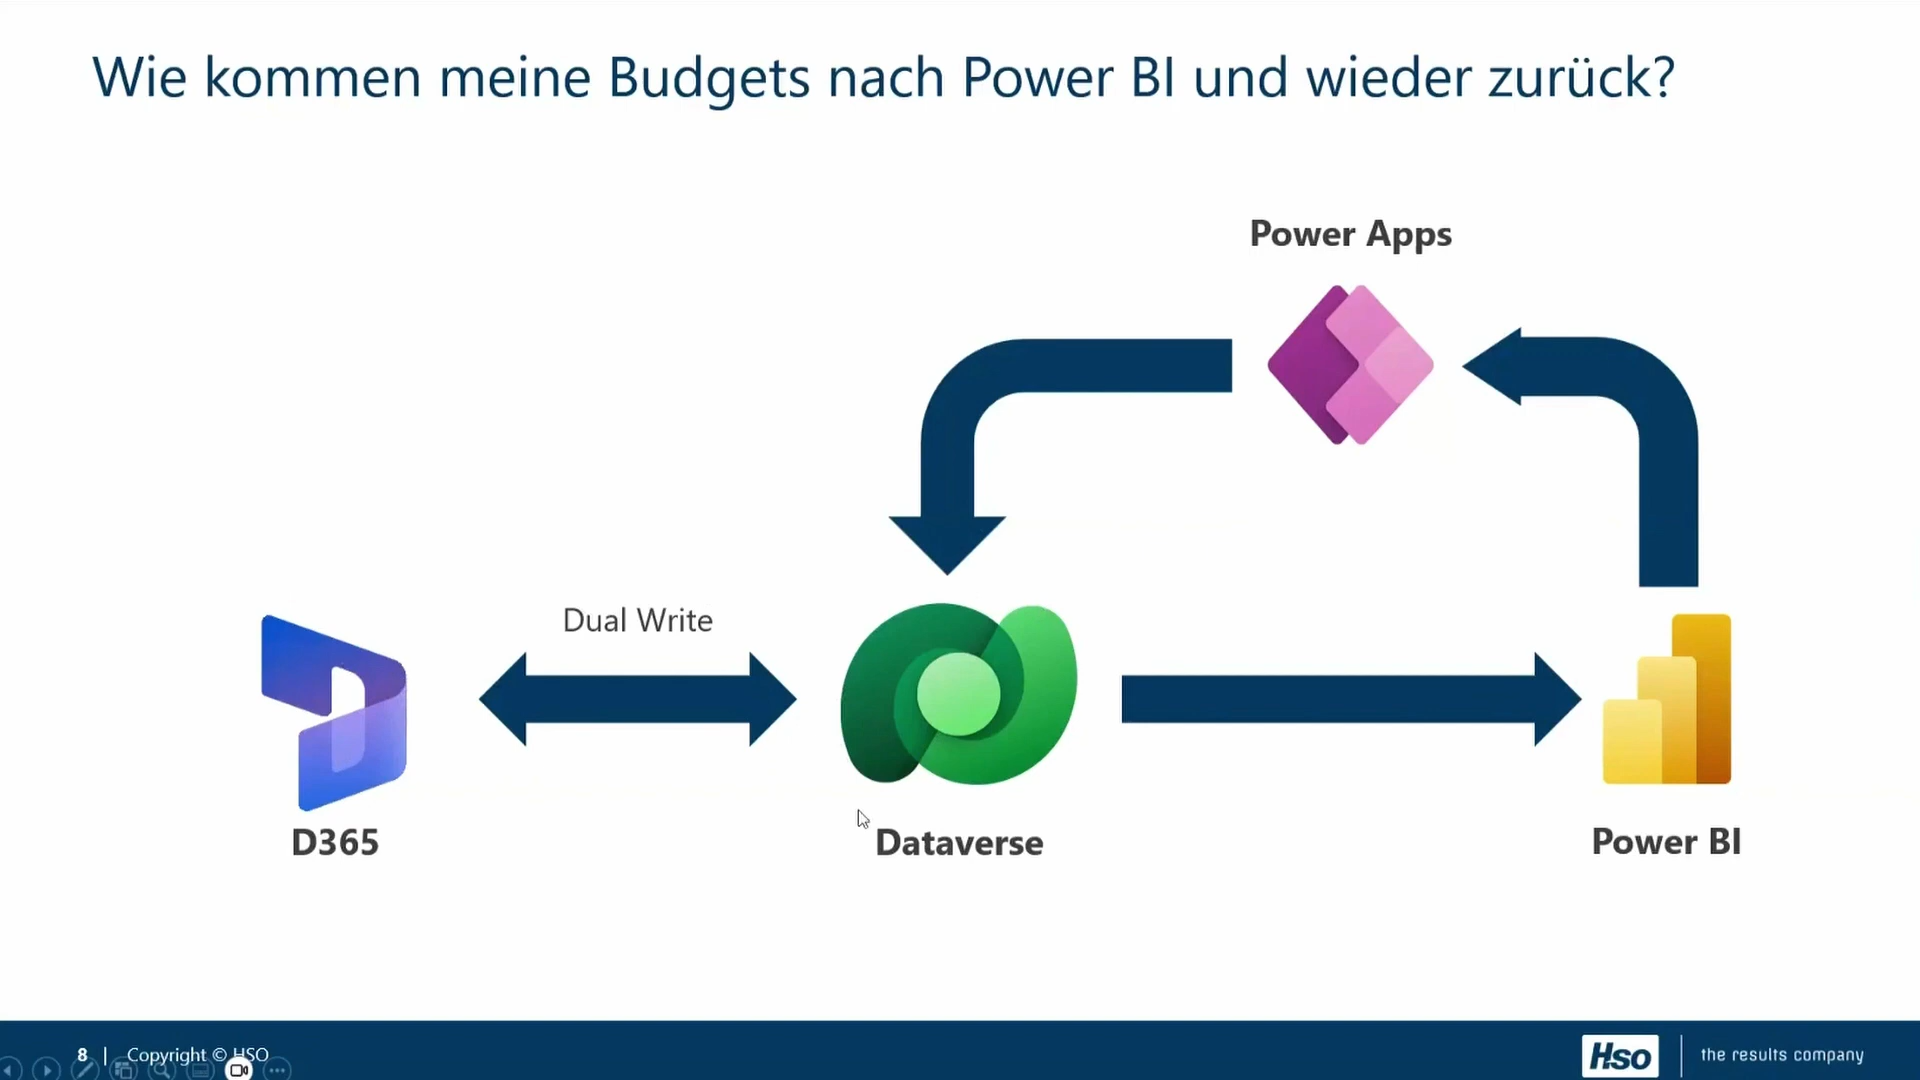 Wie kommen meine Budgets nach Power BI und wieder zurück?
Power Apps
Dual Write
D365
Dataverse
Power BI
8 | Copyright © HSO
Hso
the results company